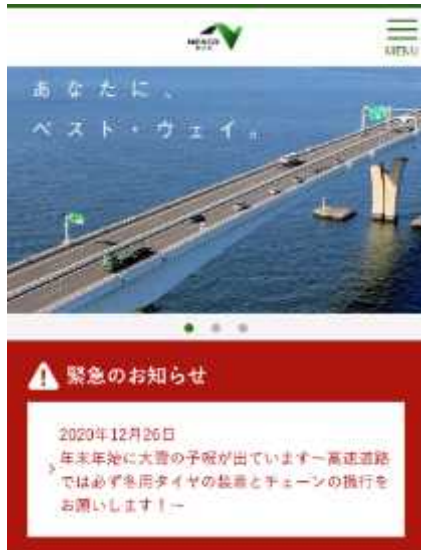 MENU
あなたに、
ベスト・ウェイ。
緊急のお知らせ
2020年12月26日
年末年始に大雪の予報が出ています~高速道路
では必ず冬用タイヤの装着とチェーンの携行を
お願いします!~